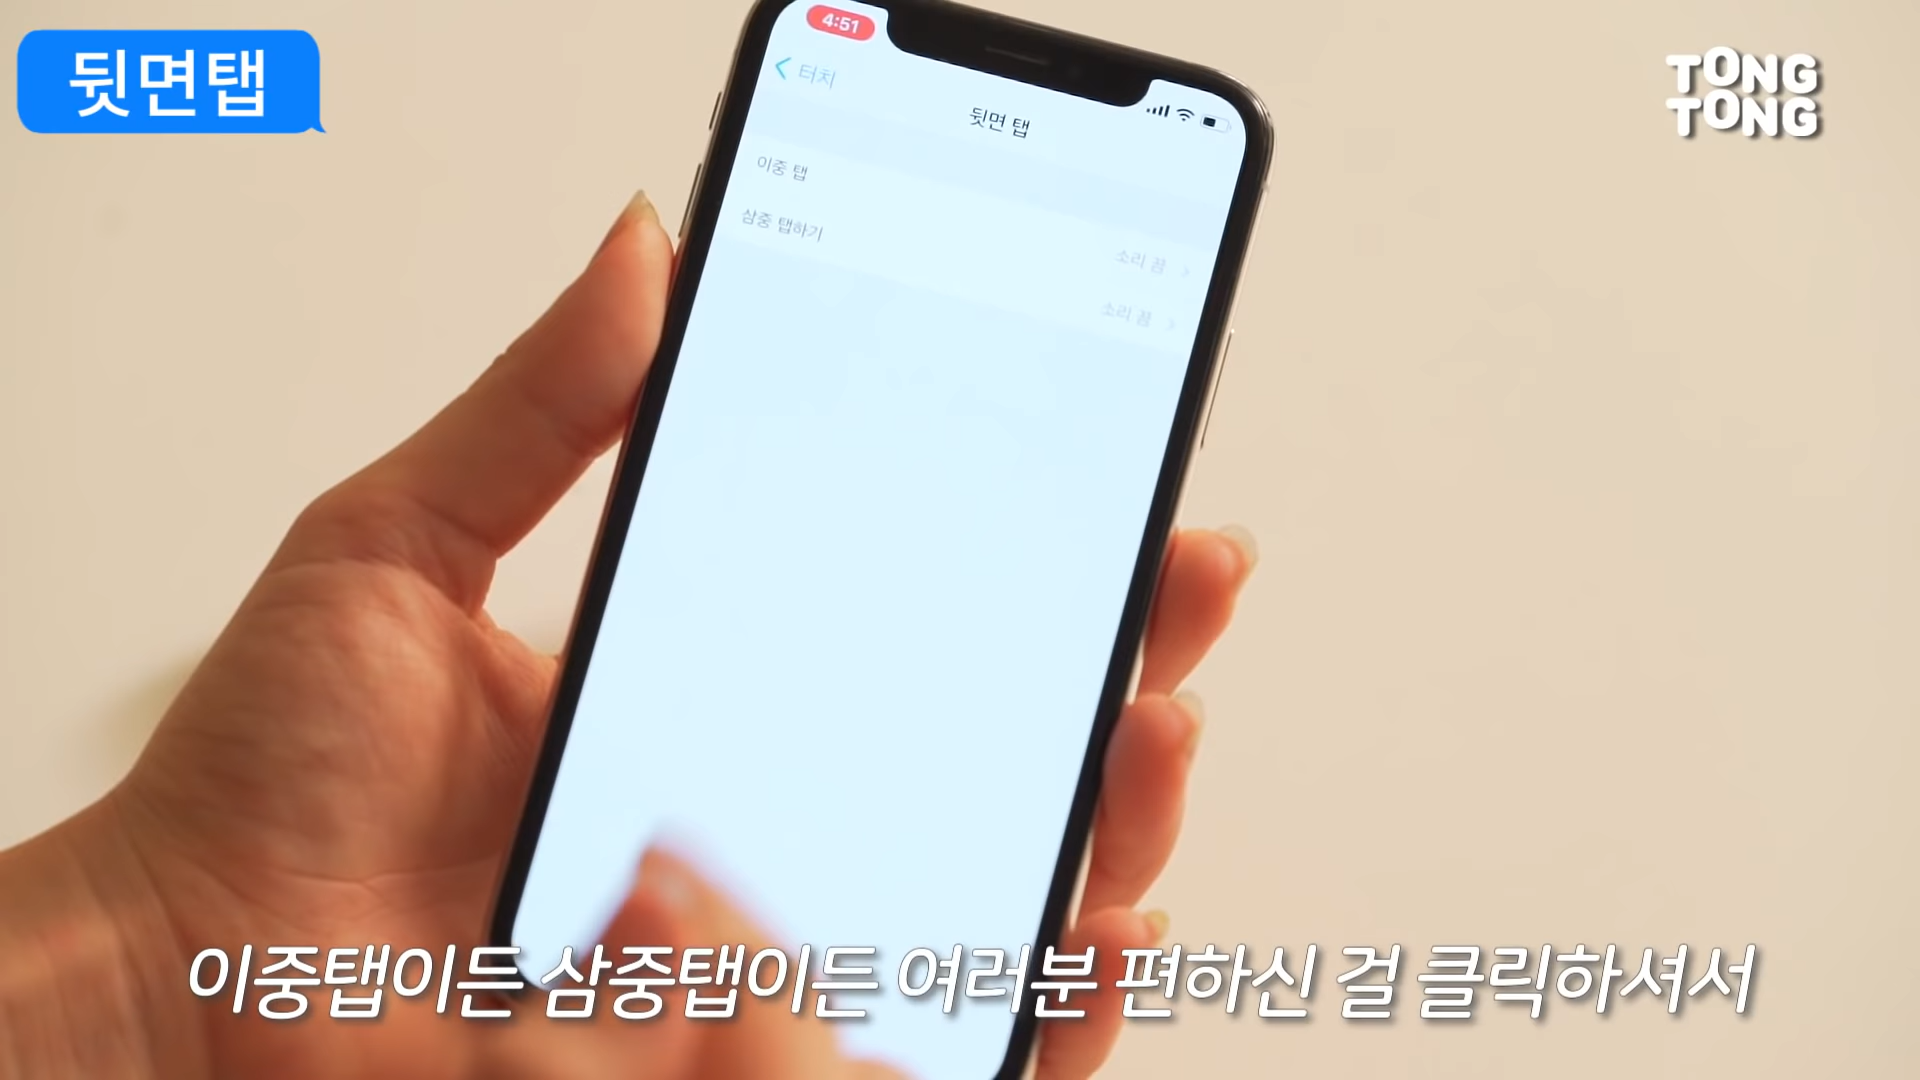 뒷면탭
TONG
TONG
4:51
터치
뒷면 탭
이중 탭
소리 끔
삼중 탭하기
소리 끔
이중탭이든 삼중탭이든 여러분 편하신 걸 클릭하셔서